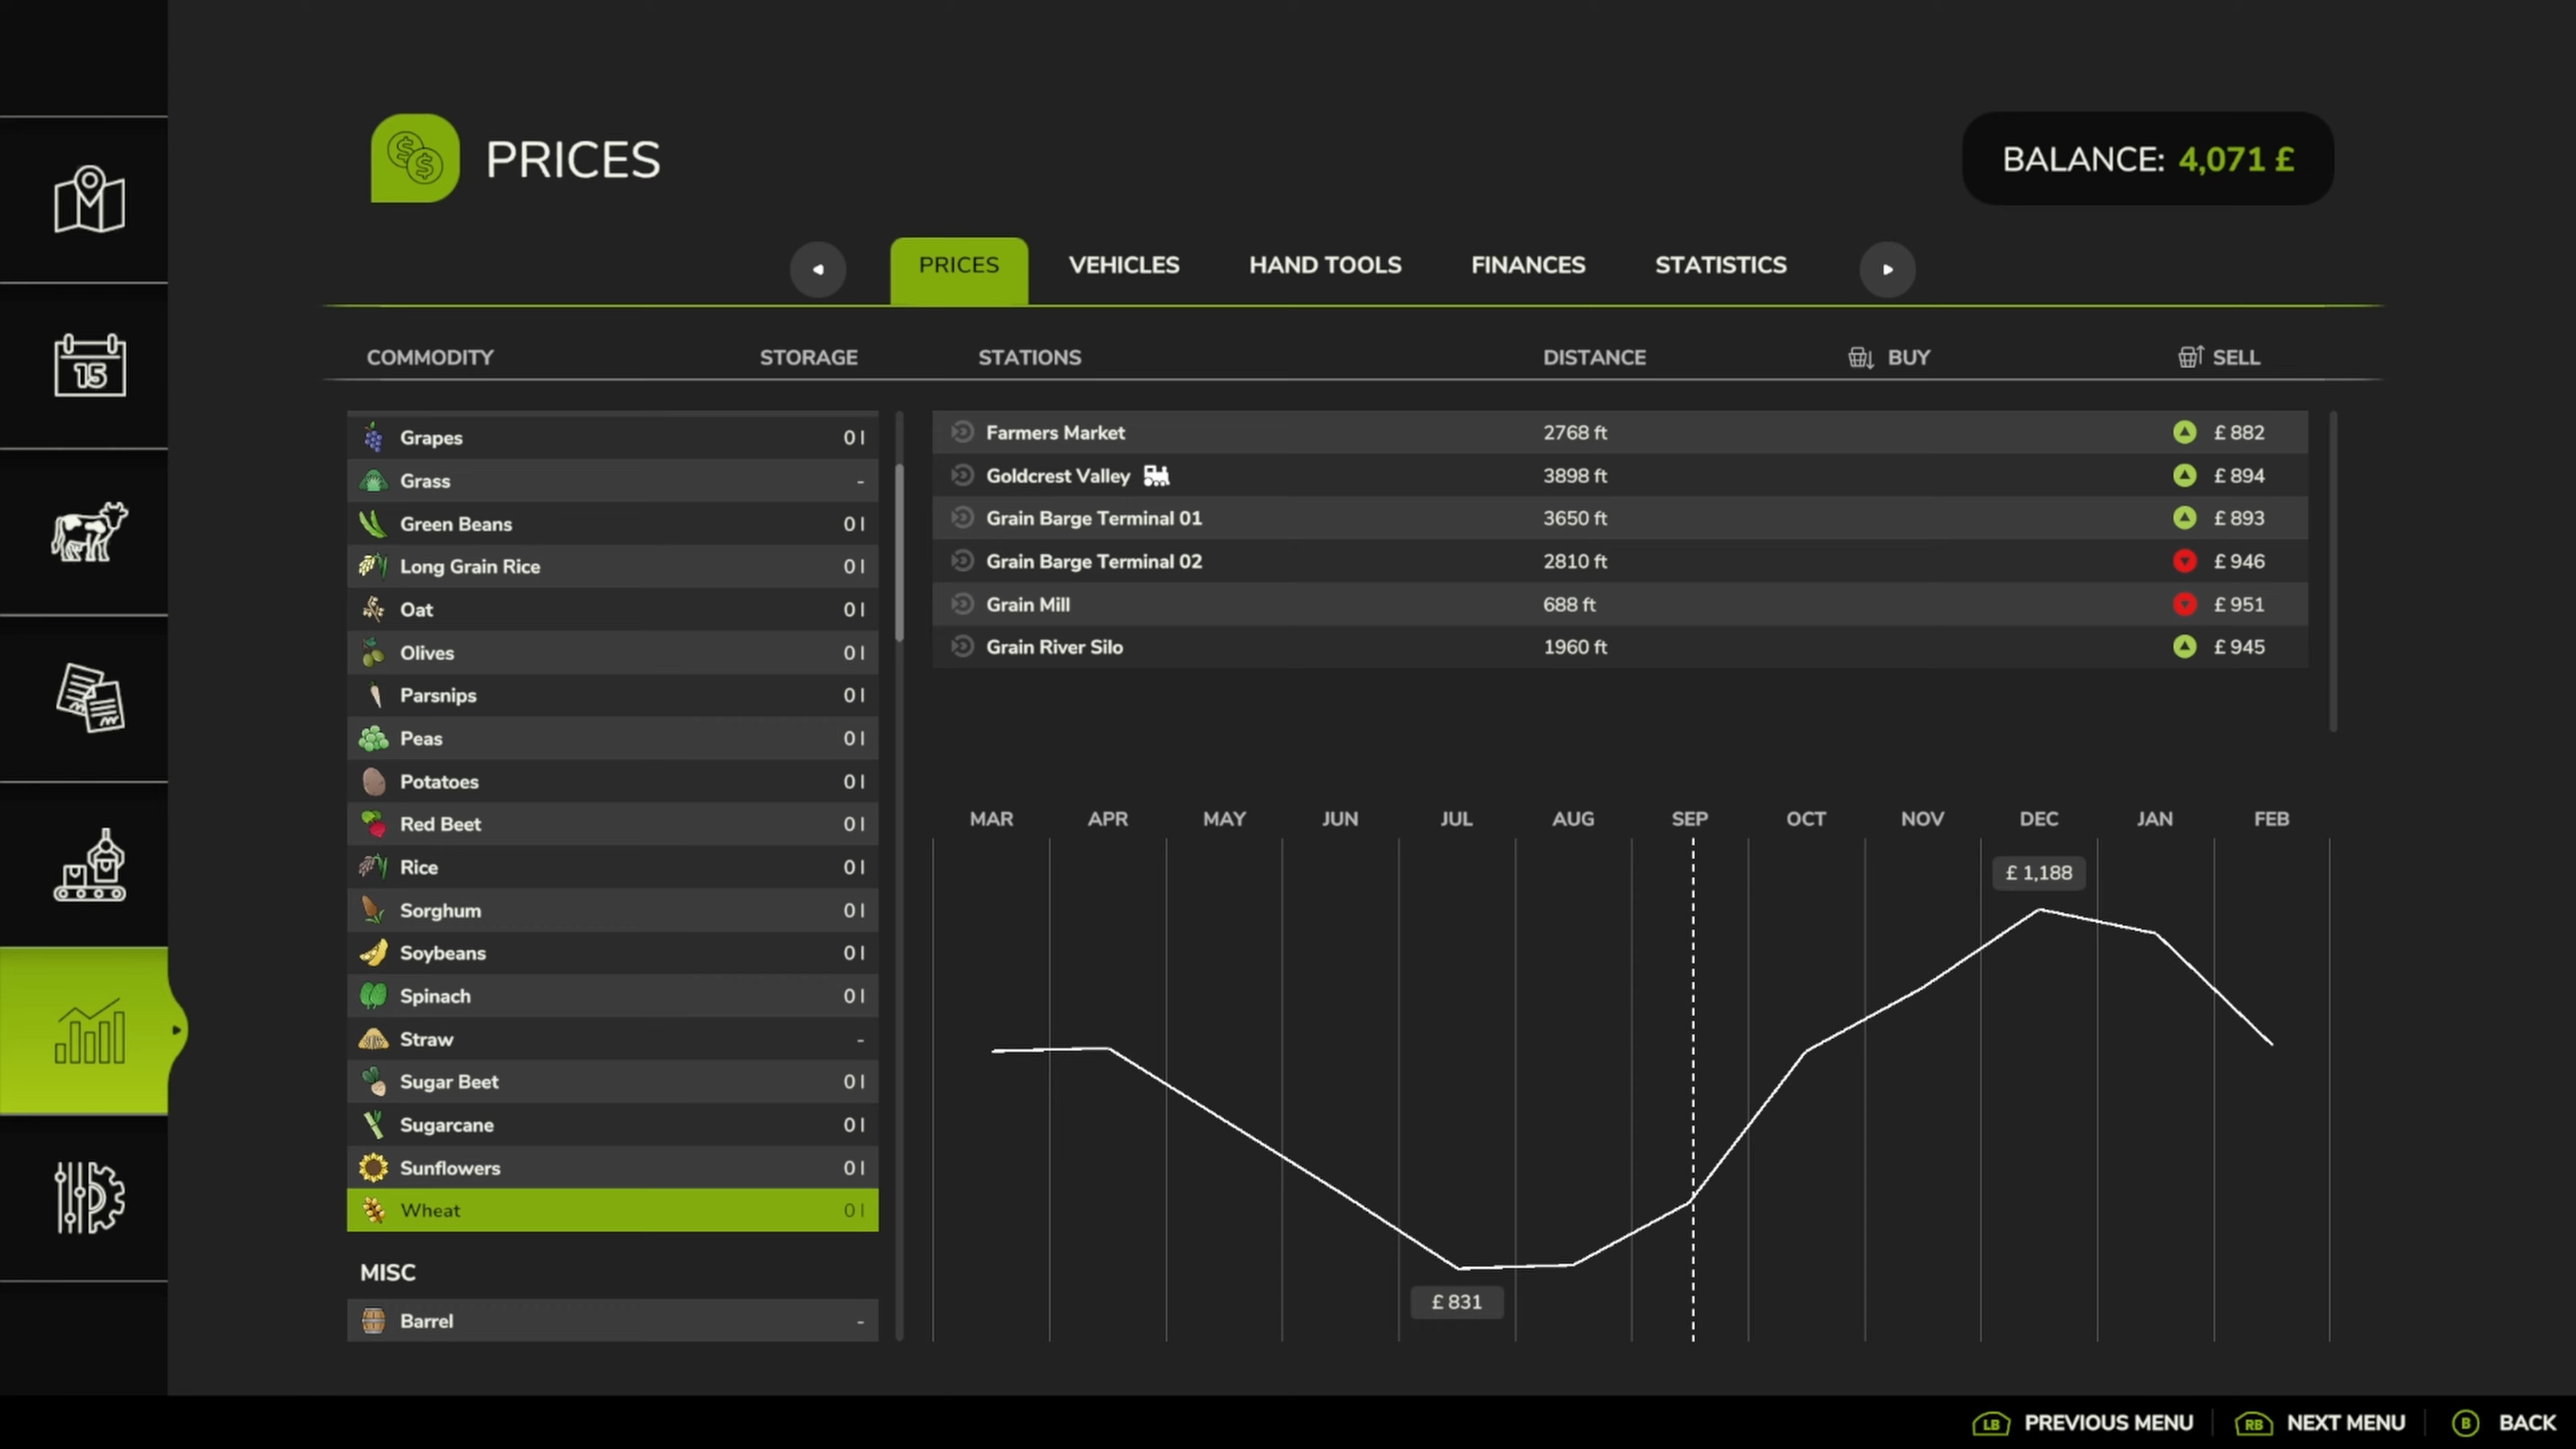 PRICES
BALANCE: 4,071 £
PRICES VEHICLES HAND TOOLS FINANCES STATISTICS
15
COMMODITY STORAGE STATIONS DISTANCE BUY SELL
Grapes 0 l
Grass -
Green Beans 0 l
Long Grain Rice 0 l
Oat 0 l
Olives 0 l
Parsnips 0 l
Peas 0 l
Potatoes 0 l
Red Beet 0 l
Rice 0 l
Sorghum 0 l
Soybeans 0 l
Spinach 0 l
Straw -
Sugar Beet 0 l
Sugarcane 0 l
Sunflowers 0 l
Wheat 0 l
MISC
Barrel -
Farmers Market 2768 ft £ 882
Goldcrest Valley 3898 ft £ 894
Grain Barge Terminal 01 3650 ft £ 893
Grain Barge Terminal 02 2810 ft £ 946
Grain Mill 688 ft £ 951
Grain River Silo 1960 ft £ 945
MAR APR MAY JUN JUL AUG SEP OCT NOV DEC JAN FEB
£ 1,188
£ 831
LB PREVIOUS MENU RB NEXT MENU B BACK